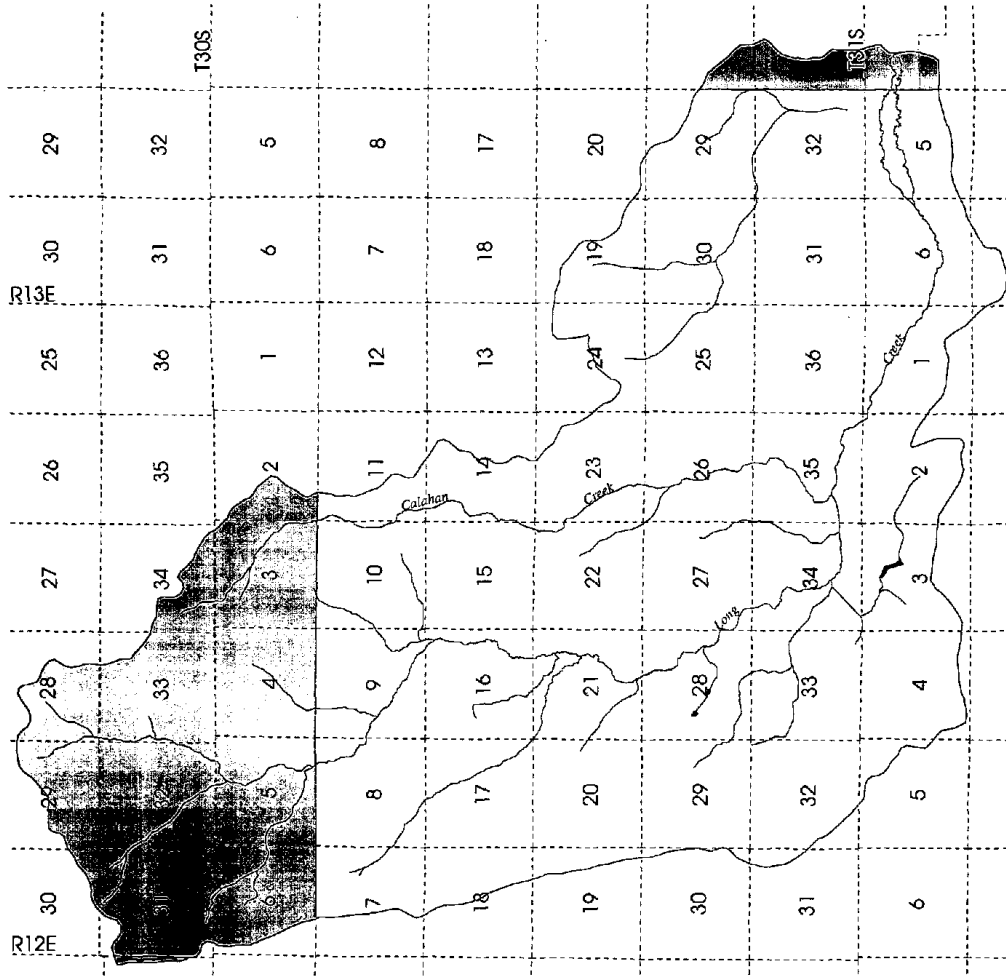 T30S
T31S
29 32 5 8 17 20 29 32 5
30 31 6 7 18 19 30 31 6
R13E
25 36 1 12 13 24 25 36 1
Creek
26 35 2 11 14 23 26 35 2
Calahan Creek
27 34 3 10 15 22 27 34 3
Long
28 33 4 9 16 21 28 33 4
29 32 5 8 17 20 29 32 5
30 31 6 7 18 19 30 31 6
R12E